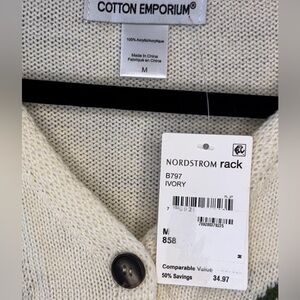 COTTON EMPORIUM®
100% Acrylic/Acrylique
Made in China
Fabriqué en Chine
M
NORDSTROM rack
B797
IVORY
M
858
Comparable Value
50% Savings 34.97